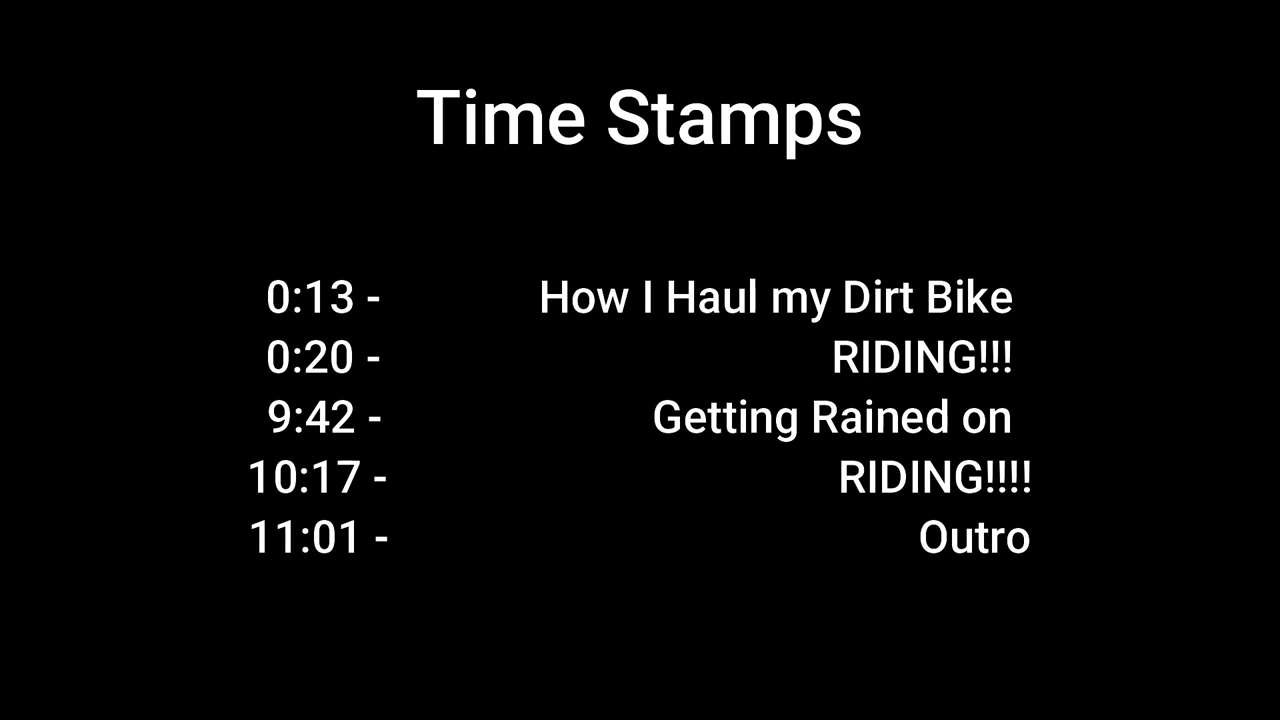 Time Stamps
0:13 - How I Haul my Dirt Bike
0:20 - RIDING!!!
9:42 - Getting Rained on
10:17 - RIDING!!!!
11:01 - Outro